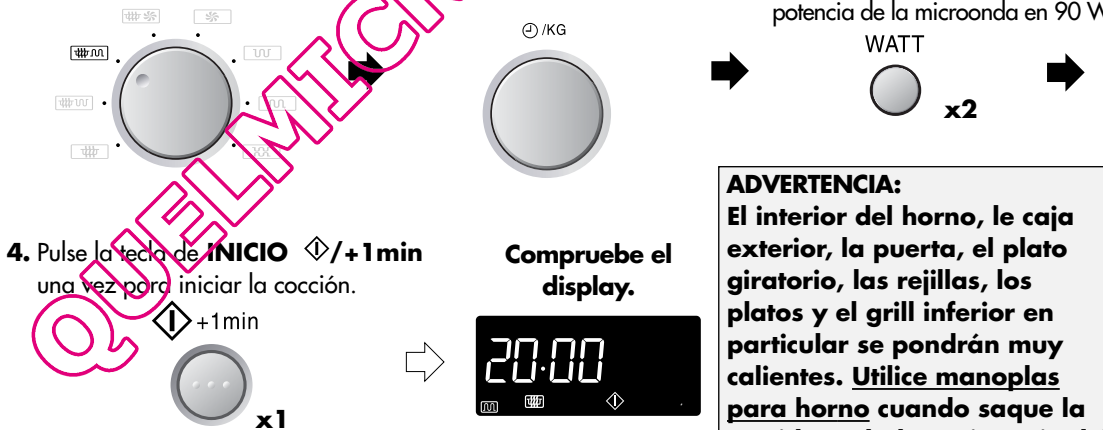 potencia de la microonda en 90 W
/KG
WATT
x2
4. Pulse la tecla de INICIO /+1min
una vez para iniciar la cocción.
+1min
x1
Compruebe el
display.
20:00
ADVERTENCIA:
El interior del horno, le caja
exterior, la puerta, el plato
giratorio, las rejillas, los
platos y el grill inferior en
particular se pondrán muy
calientes. Utilice manoplas
para horno cuando saque la
QUELMIC